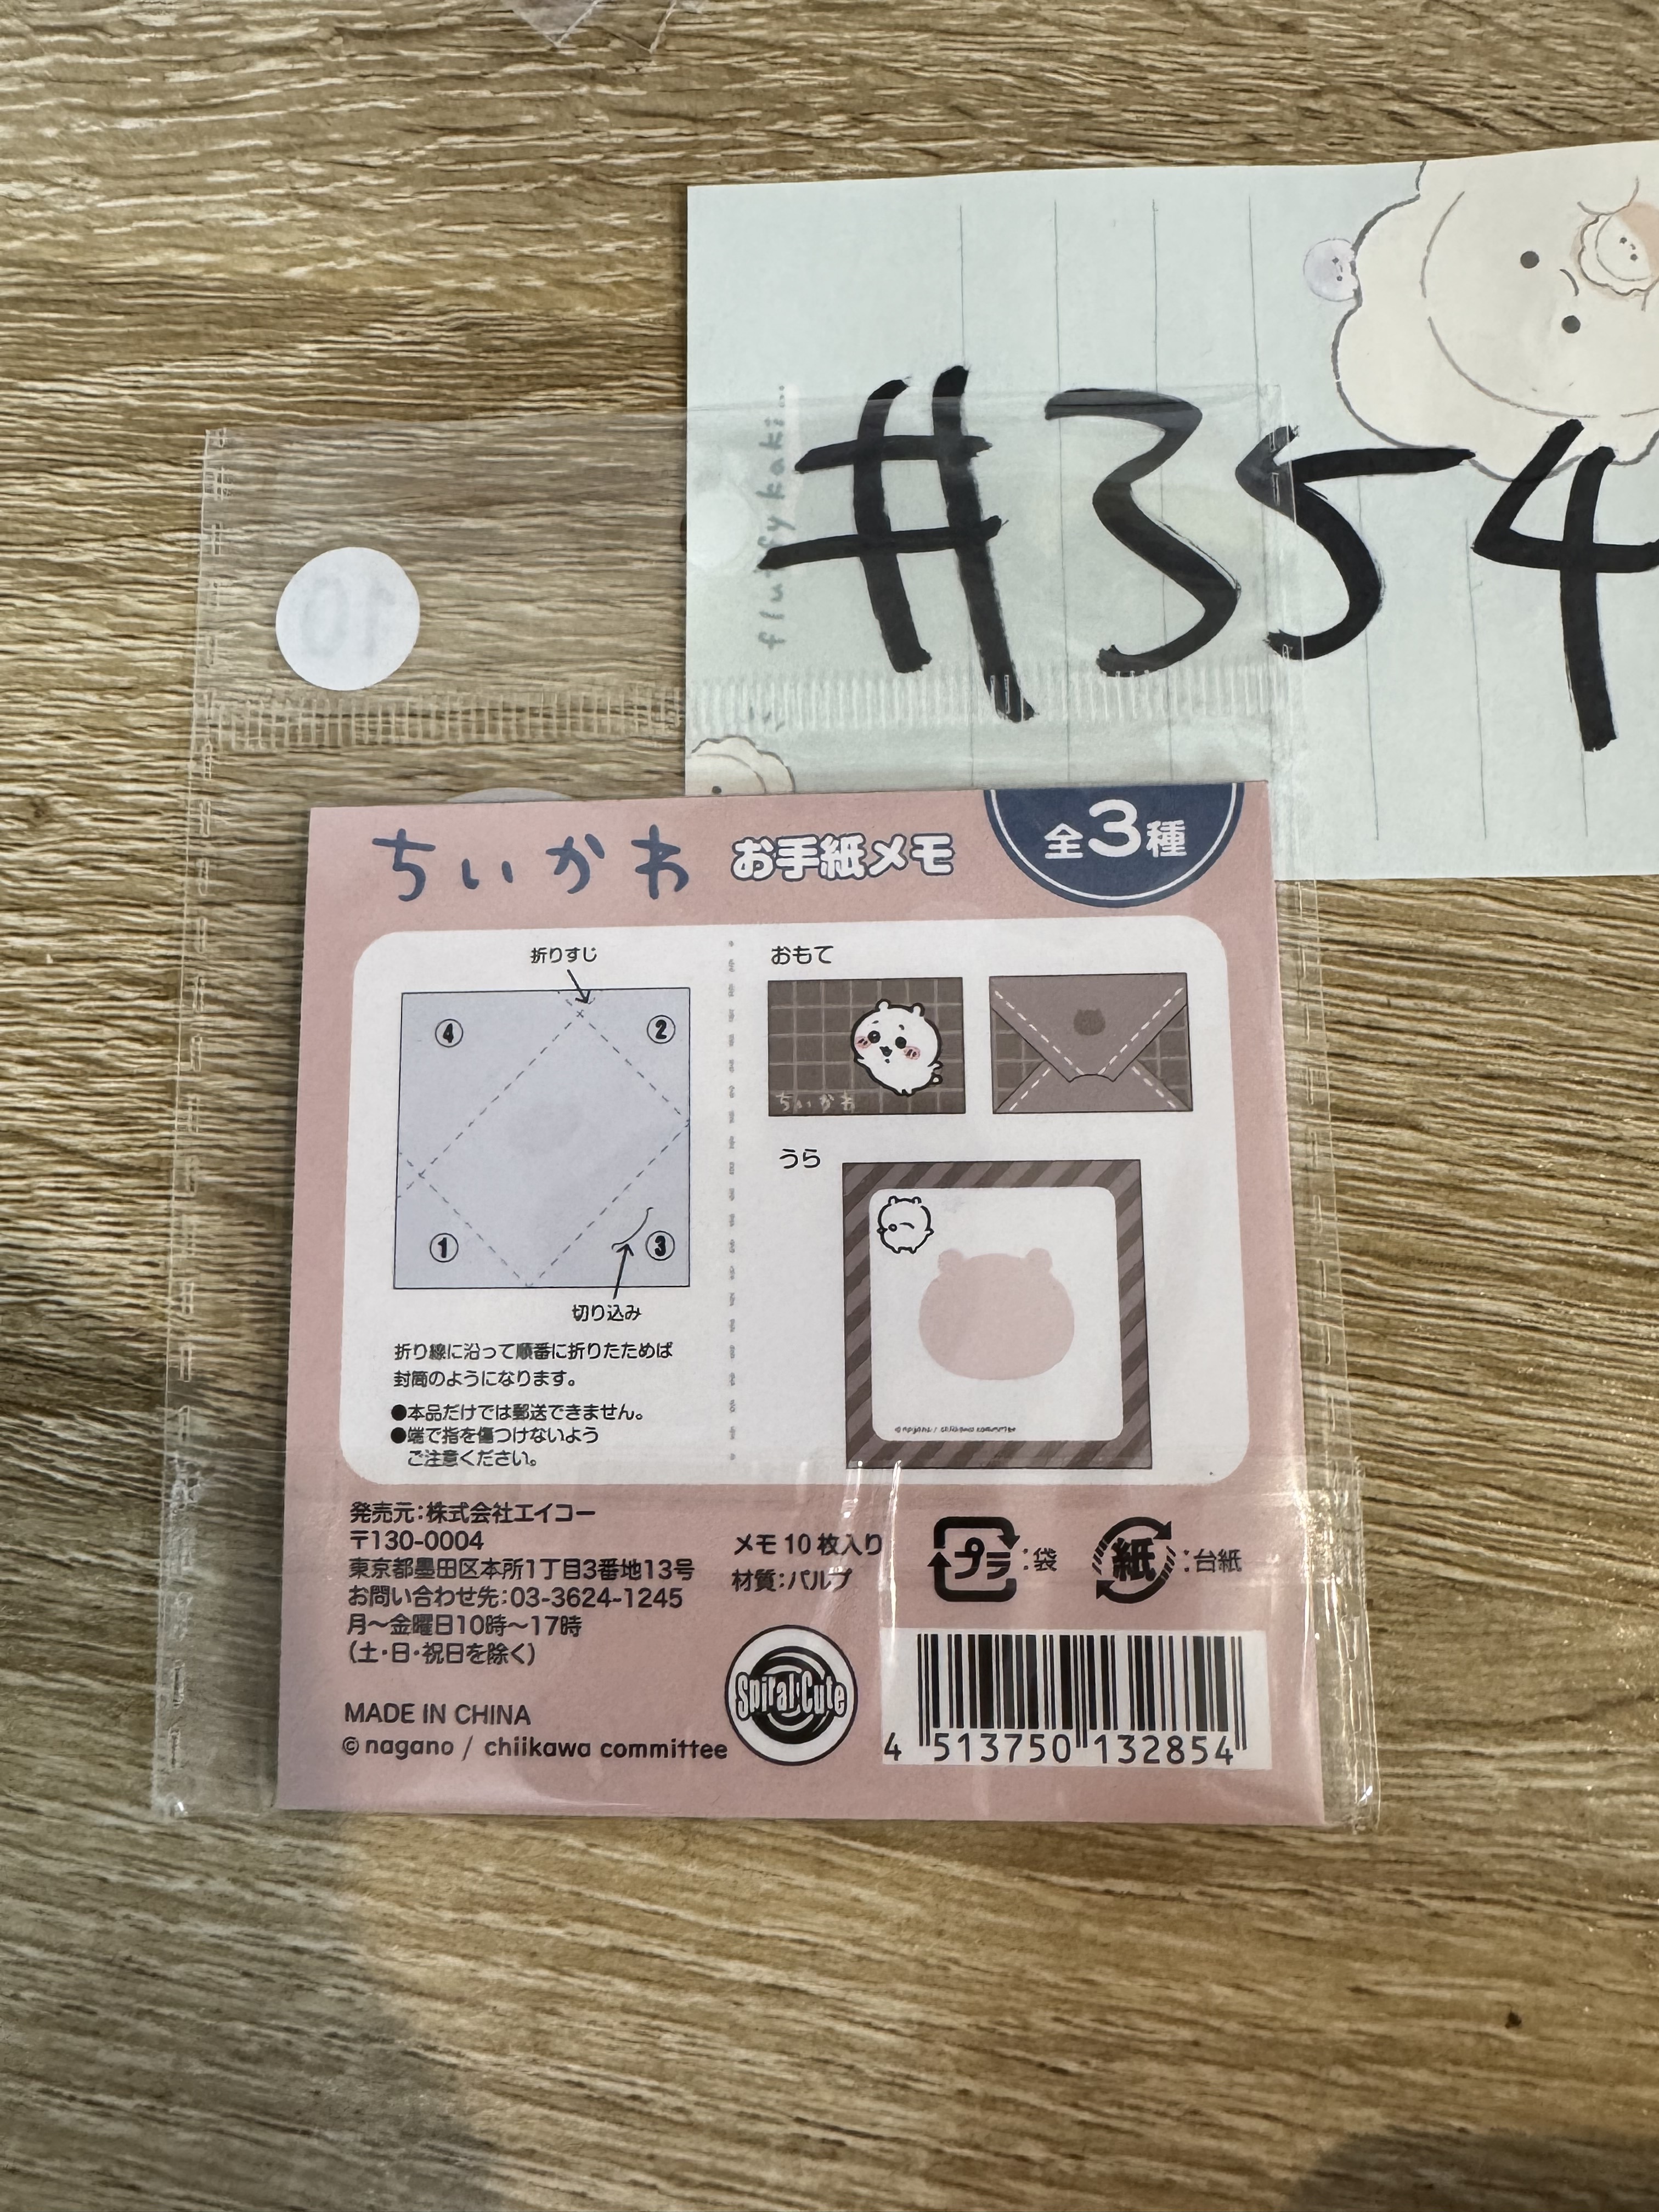 #354
fluffy kaki...
10
ちいかわ お手紙メモ 全3種
折りすじ
④ ②
① ③
切り込み
折り線に沿って順番に折りたためば
封筒のようになります。
●本品だけでは郵送できません。
●端で指を傷つけないよう
ご注意ください。
おもて
ちいかわ
うら
発売元:株式会社エイコー
〒130-0004
東京都墨田区本所1丁目3番地13号
お問い合わせ先:03-3624-1245
月〜金曜日10時〜17時
(土・日・祝日を除く)
MADE IN CHINA
©nagano / chiikawa committee
メモ10枚入り
材質:パルプ
プラ:袋 紙:台紙
Spiral Cute
4 513750 132854